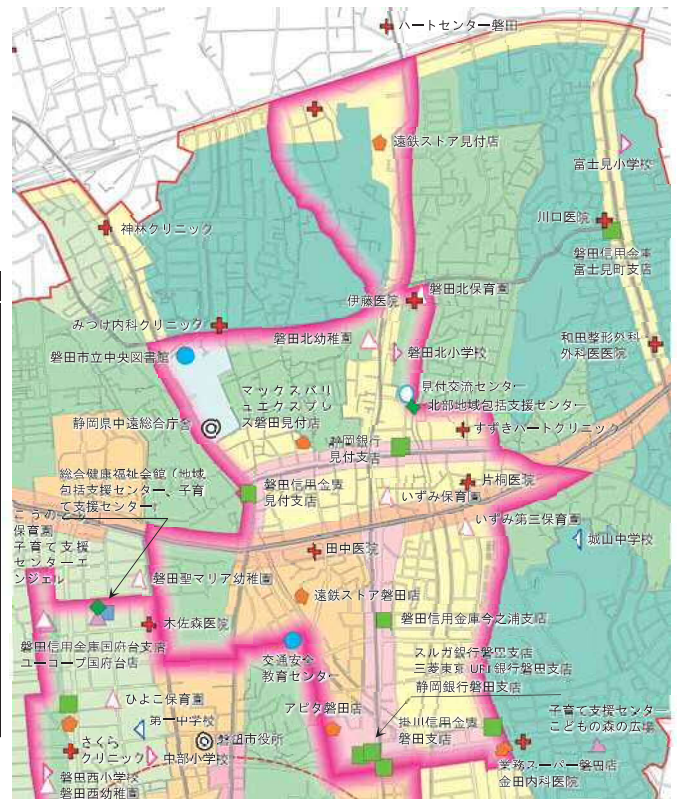 ハートセンター磐田
遠鉄ストア見付店
富士見小学校
神林クリニック
川口医院
磐田信用金庫
富士見町支店
磐田北保育園
伊藤医院
みつけ内科クリニック
磐田北幼稚園
和田整形外科
外科医医院
磐田市立中央図書館
磐田北小学校
マックスバリ
ュエクスプレ
ス磐田見付店
見付交流センター
北部地域包括支援センター
静岡県中遠総合庁舎
静岡銀行
見付支店
すずきハートクリニック
総合健康福祉会館（地域
包括支援センター、子育
て支援センター）
磐田信用金庫
見付支店
片桐医院
いずみ保育園
こうのとり
保育園
子育て支援
センターエ
ンジェル
いずみ第三保育園
城山中学校
田中医院
磐田聖マリア幼稚園
遠鉄ストア磐田店
木佐森医院
磐田信用金庫今之浦支店
磐田信用金庫国府台支店
ユーコープ国府台店
交通安全
教育センター
スルガ銀行磐田支店
三菱東京UFJ銀行磐田支店
静岡銀行磐田支店
ひよこ保育園
アピタ磐田店
掛川信用金庫
磐田支店
子育て支援センター
こどもの森の広場
第一中学校
さくら
クリニック
中部小学校
磐田市役所
業務スーパー磐田店
金田内科医院
磐田西小学校
磐田西幼稚園